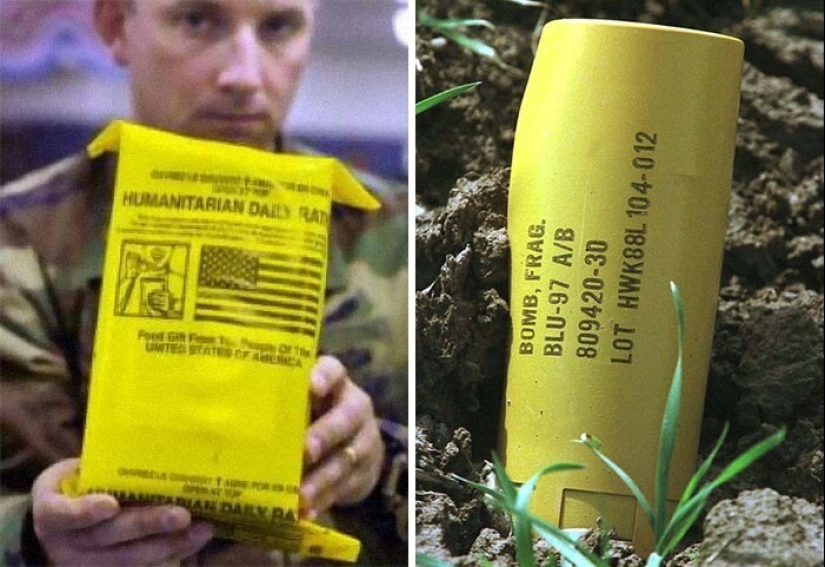 HUMANITARIAN DAILY RAT
Food Gift From The People Of The
UNITED STATES OF AMERICA
HUMANITARIAN DAILY RA
BOMB, FRAG.
BLU-97 A/B
809420-30
LOT HWK88L 104-012